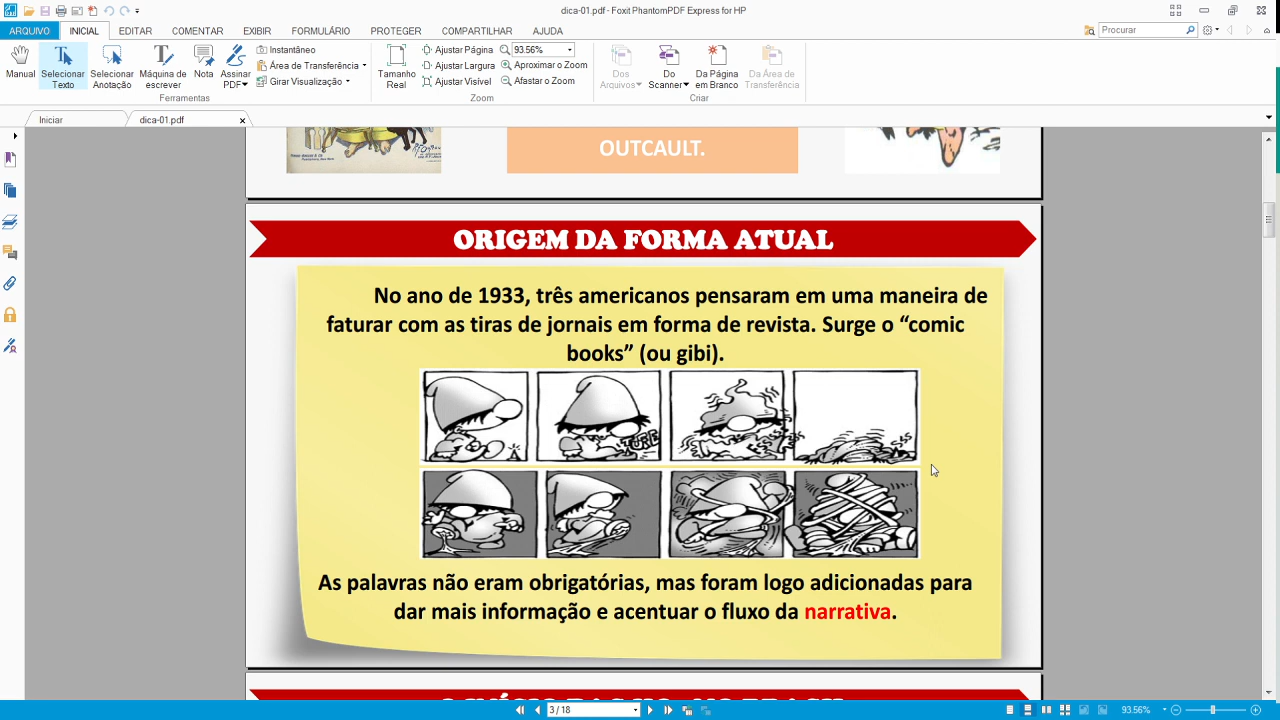 dica-01.pdf - Foxit PhantomPDF Express for HP
ARQUIVO INICIAL EDITAR COMENTAR EXIBIR FORMULÁRIO PROTEGER COMPARTILHAR AJUDA
Procurar
Manual
Selecionar Texto
Selecionar Anotação
Máquina de escrever
Nota
Assinar PDF
Instantâneo
Área de Transferência
Girar Visualização
Ferramentas
Tamanho Real
Ajustar Página
Ajustar Largura
Ajustar Visível
93.56%
Aproximar o Zoom
Afastar o Zoom
Zoom
Dos Arquivos
Do Scanner
Da Página em Branco
Da Área de Transferência
Criar
Iniciar
dica-01.pdf
OUTCAULT.
ORIGEM DA FORMA ATUAL
No ano de 1933, três americanos pensaram em uma maneira de
faturar com as tiras de jornais em forma de revista. Surge o “comic
books” (ou gibi).
As palavras não eram obrigatórias, mas foram logo adicionadas para
dar mais informação e acentuar o fluxo da narrativa.
3 / 18
93.56%